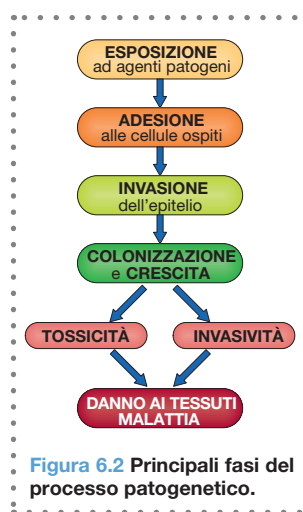 ESPOSIZIONE
ad agenti patogeni
ADESIONE
alle cellule ospiti
INVASIONE
dell'epitelio
COLONIZZAZIONE
e CRESCITA
TOSSICITÀ
INVASIVITÀ
DANNO AI TESSUTI
MALATTIA
Figura 6.2 Principali fasi del
processo patogenetico.